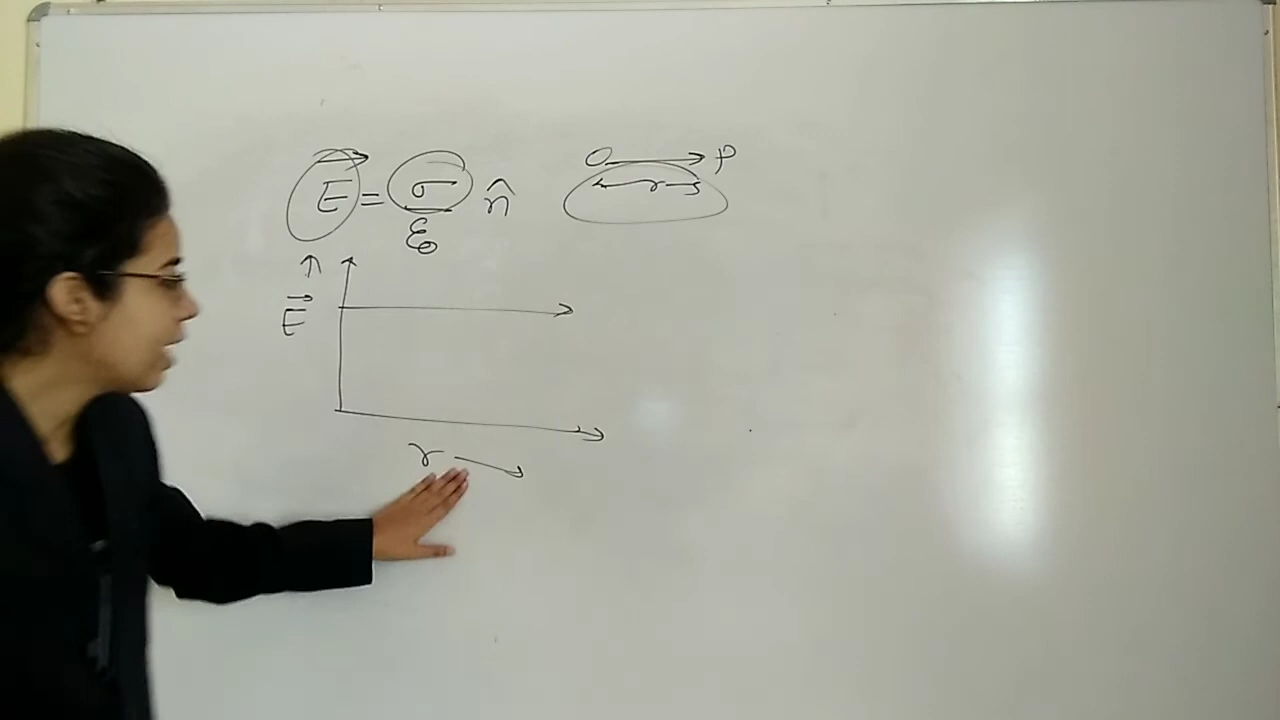 E⃗ = σ/ε₀ n̂
O → P
r
E⃗
r →